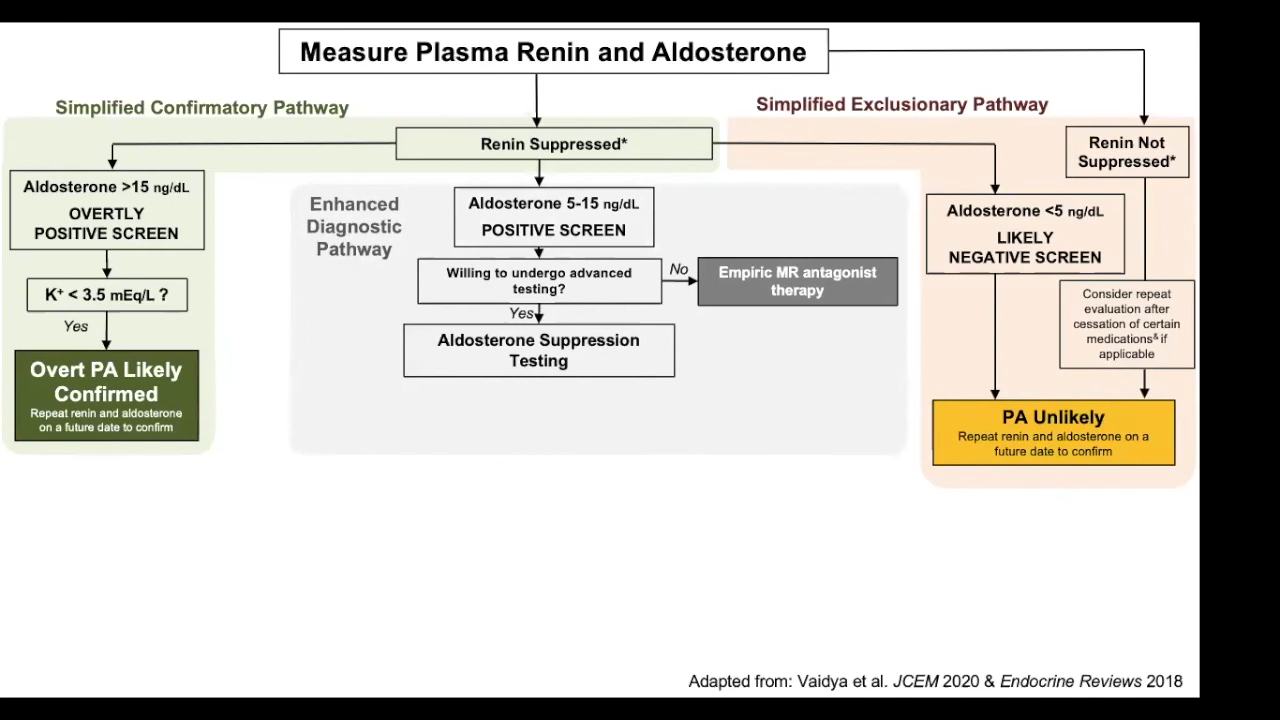 Measure Plasma Renin and Aldosterone
Simplified Confirmatory Pathway
Simplified Exclusionary Pathway
Renin Suppressed*
Renin Not
Suppressed*
Aldosterone >15 ng/dL
OVERTLY
POSITIVE SCREEN
K+ < 3.5 mEq/L ?
Yes
Overt PA Likely
Confirmed
Repeat renin and aldosterone
on a future date to confirm
Enhanced
Diagnostic
Pathway
Aldosterone 5-15 ng/dL
POSITIVE SCREEN
Willing to undergo advanced
testing?
No
Empiric MR antagonist
therapy
Yes
Aldosterone Suppression
Testing
Aldosterone <5 ng/dL
LIKELY
NEGATIVE SCREEN
Consider repeat
evaluation after
cessation of certain
medications& if
applicable
PA Unlikely
Repeat renin and aldosterone on a
future date to confirm
Adapted from: Vaidya et al. JCEM 2020 & Endocrine Reviews 2018